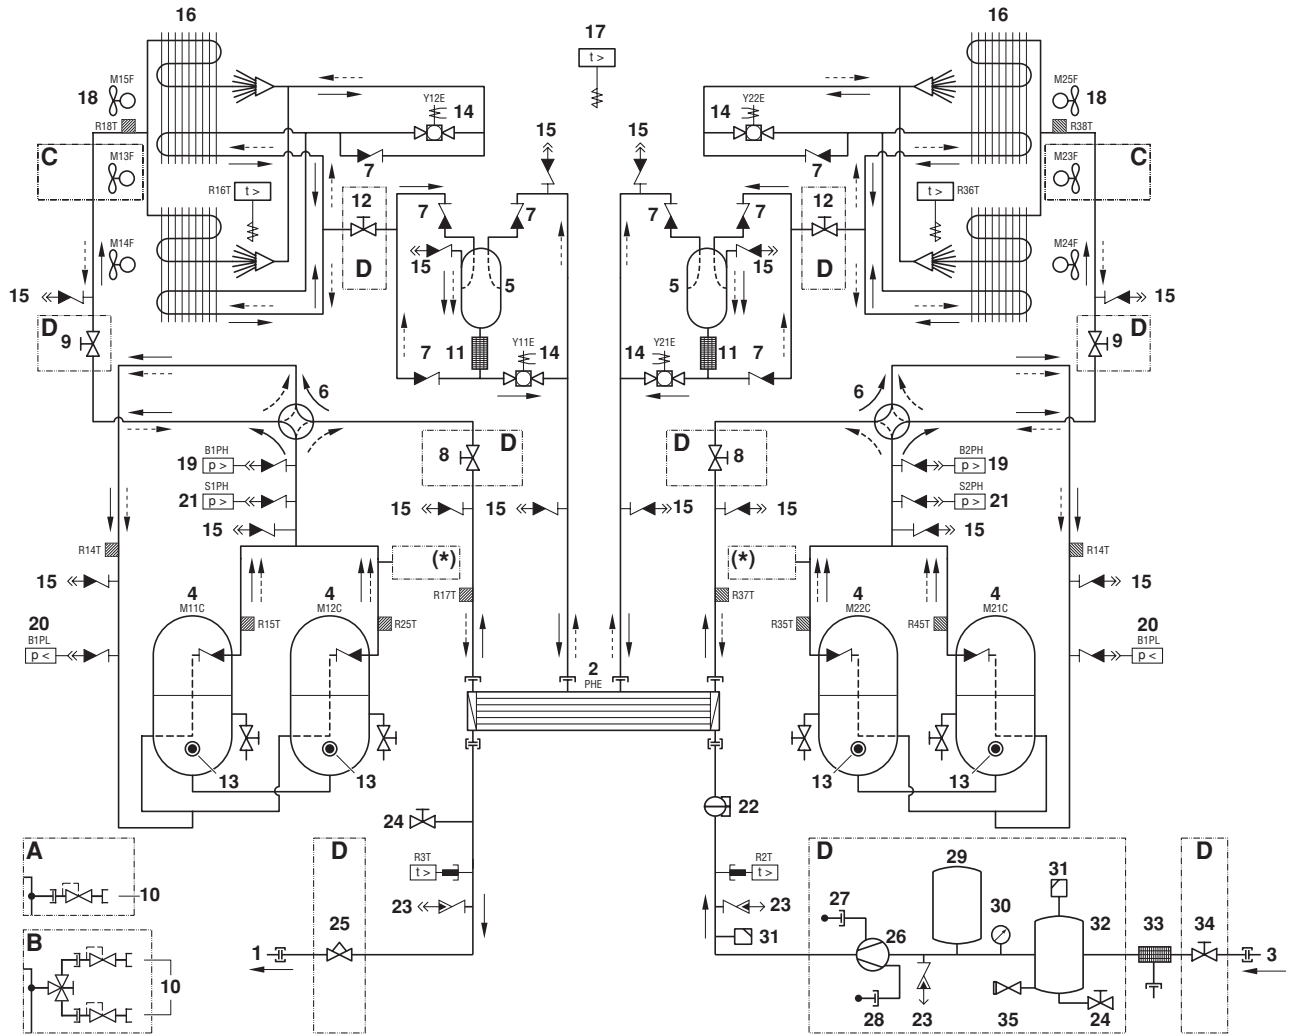 16
17
16
M15F
18
R18T
Y12E
14
t >
14
Y22E
M25F
18
R38T
15
15
C
M13F
7
7
M23F
C
R16T
t >
12
12
t >
R36T
7
7
7
7
M14F
D
15
5
5
15
D
M24F
15
15
D
9
7
11
Y11E
14
14
Y21E
11
7
9
D
6
6
D
8
D
8
B1PH
19
p >
B2PH
p >
19
S1PH
21
p >
S2PH
p >
21
15
15
15
15
15
15
15
R14T
(*)
(*)
R14T
15
15
4
M11C
4
M12C
R17T
R37T
4
M22C
4
M21C
20
B1PL
p <
R15T
R25T
R35T
R45T
20
B1PL
p <
2
PHE
13
13
13
13
24
22
A
10
D
R3T
t >
R2T
t >
D
29
31
D
23
23
27
30
32
33
34
B
10
1
25
31
26
3
28
23
35
24